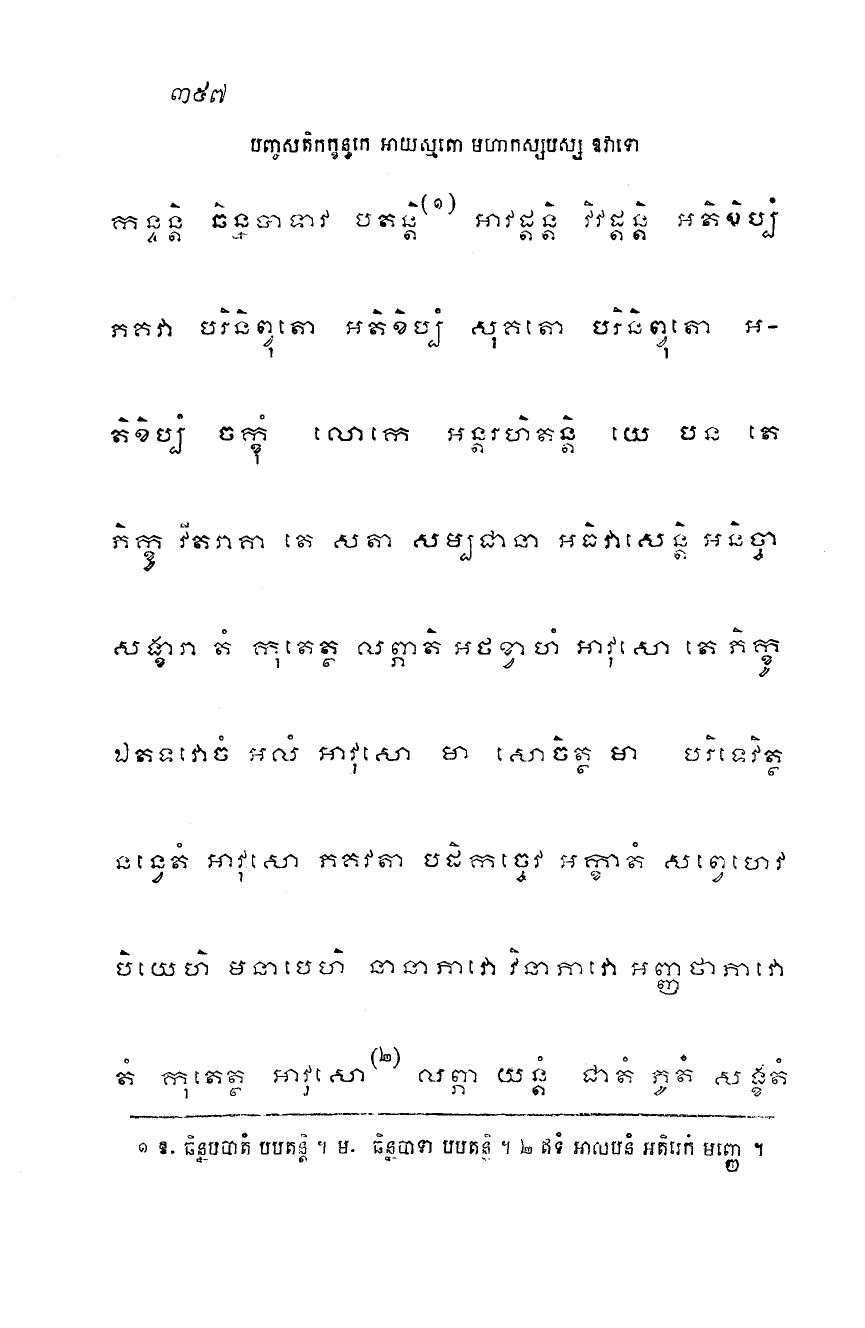 ៣៥៧
បញ្ចសតិកក្ខន្ធកេ អាយស្មតោ មហាកស្សបស្ស ឱវាទោ
កន្ទន្តិ ឆិន្នបាទាវ បតន្តិ(១) អាវដ្តន្តិ វិវដ្តន្តិ អតិខិប្បំ
ភគវា បរិនិព្វុតោ អតិខិប្បំ សុគតោ បរិនិព្វុតោ អ-
តិខិប្បំ ចក្ខុំ លោកេ អន្តរហិតន្តិ យេ បន តេ
ភិក្ខូ វីតរាគា តេ សតា សម្បជានា អធិវាសេន្តិ អនិច្ចា
សង្ខារា តំ កុតេត្ថ លព្ភាតិ អថខ្វាហំ អាវុសោ តេ ភិក្ខូ
ឯតទវោចំ អលំ អាវុសោ មា សោចិត្ថ មា បរិទេវិត្ថ
នន្វេតំ អាវុសោ ភគវតា បដិកច្ចេវ អក្ខាតំ សព្វេហេវ
បិយេហិ មនាបេហិ នានាភាវោ វិនាភាវោ អញ្ញថាភាវោ
តំ កុតេត្ថ អាវុសោ(២) លព្ភា យន្តំ ជាតំ ភូតំ សង្ខតំ
១ ឱ. ឆិន្នបបាតំ បបតន្តិ ។ ម. ឆិន្នបាទា បបតន្តិ ។ ២ ឥទំ អាលបនំ អតិរេកំ មញ្ញេ ។